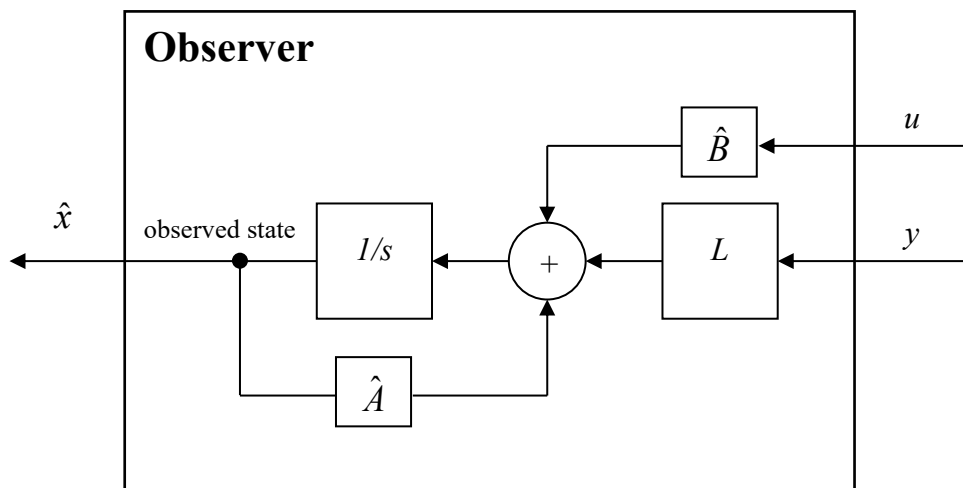 Observer
B̂
u
x̂
observed state
1/s
+
L
y
Â